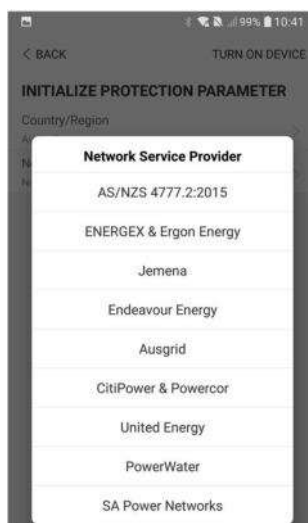 99% 10:41
< BACK TURN ON DEVICE
INITIALIZE PROTECTION PARAMETER
Country/Region
Network Service Provider
AS/NZS 4777.2:2015
ENERGEX & Ergon Energy
Jemena
Endeavour Energy
Ausgrid
CitiPower & Powercor
United Energy
PowerWater
SA Power Networks